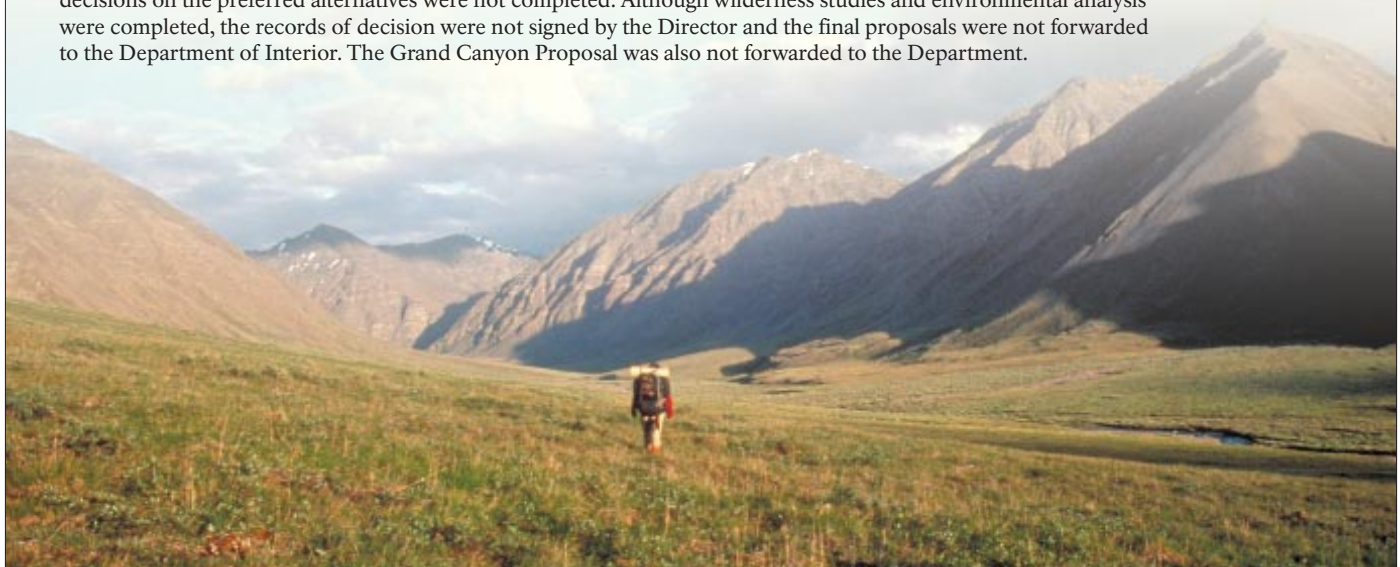 decisions on the preferred alternatives were not completed. Although wilderness studies and environmental analysis
were completed, the records of decision were not signed by the Director and the final proposals were not forwarded
to the Department of Interior. The Grand Canyon Proposal was also not forwarded to the Department.